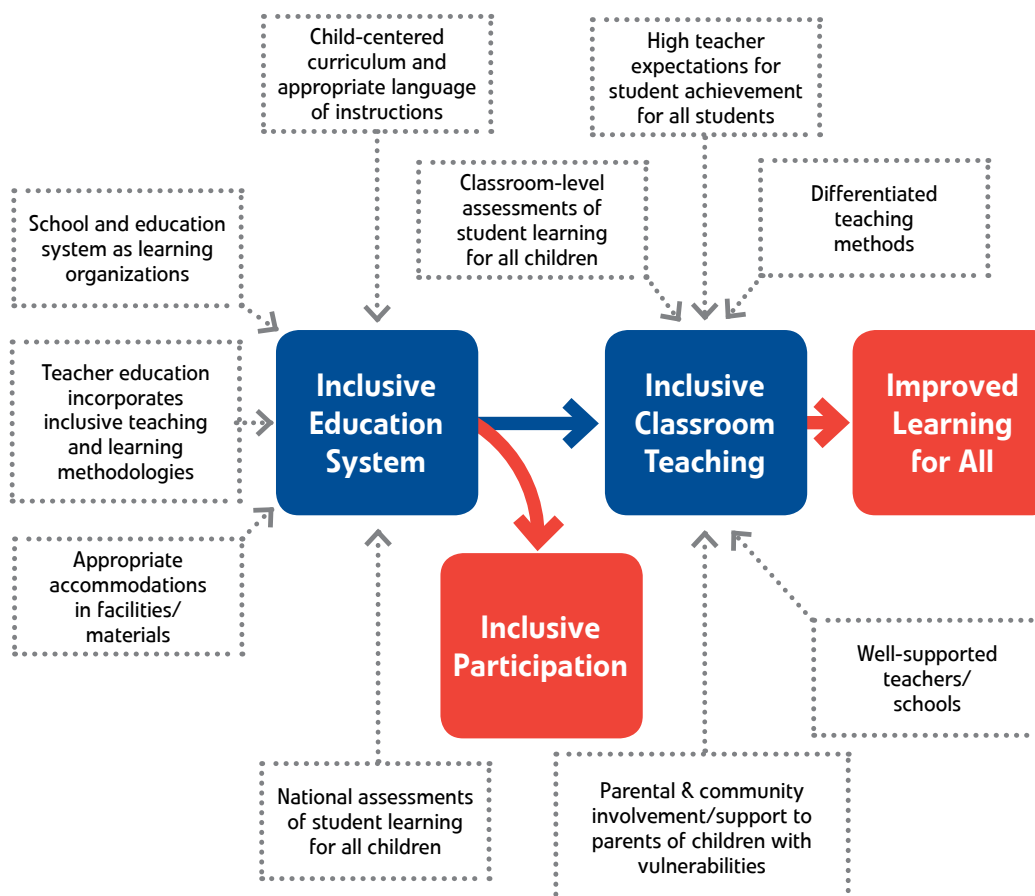 Child-centered
curriculum and
appropriate language
of instructions
High teacher
expectations for
student achievement
for all students
Classroom-level
assessments of
student learning
for all children
Differentiated
teaching
methods
School and education
system as learning
organizations
Teacher education
incorporates
inclusive teaching
and learning
methodologies
Appropriate
accommodations
in facilities/
materials
Inclusive
Education
System
Inclusive
Classroom
Teaching
Improved
Learning
for All
Inclusive
Participation
Well-supported
teachers/
schools
National assessments
of student learning
for all children
Parental & community
involvement/support to
parents of children with
vulnerabilities